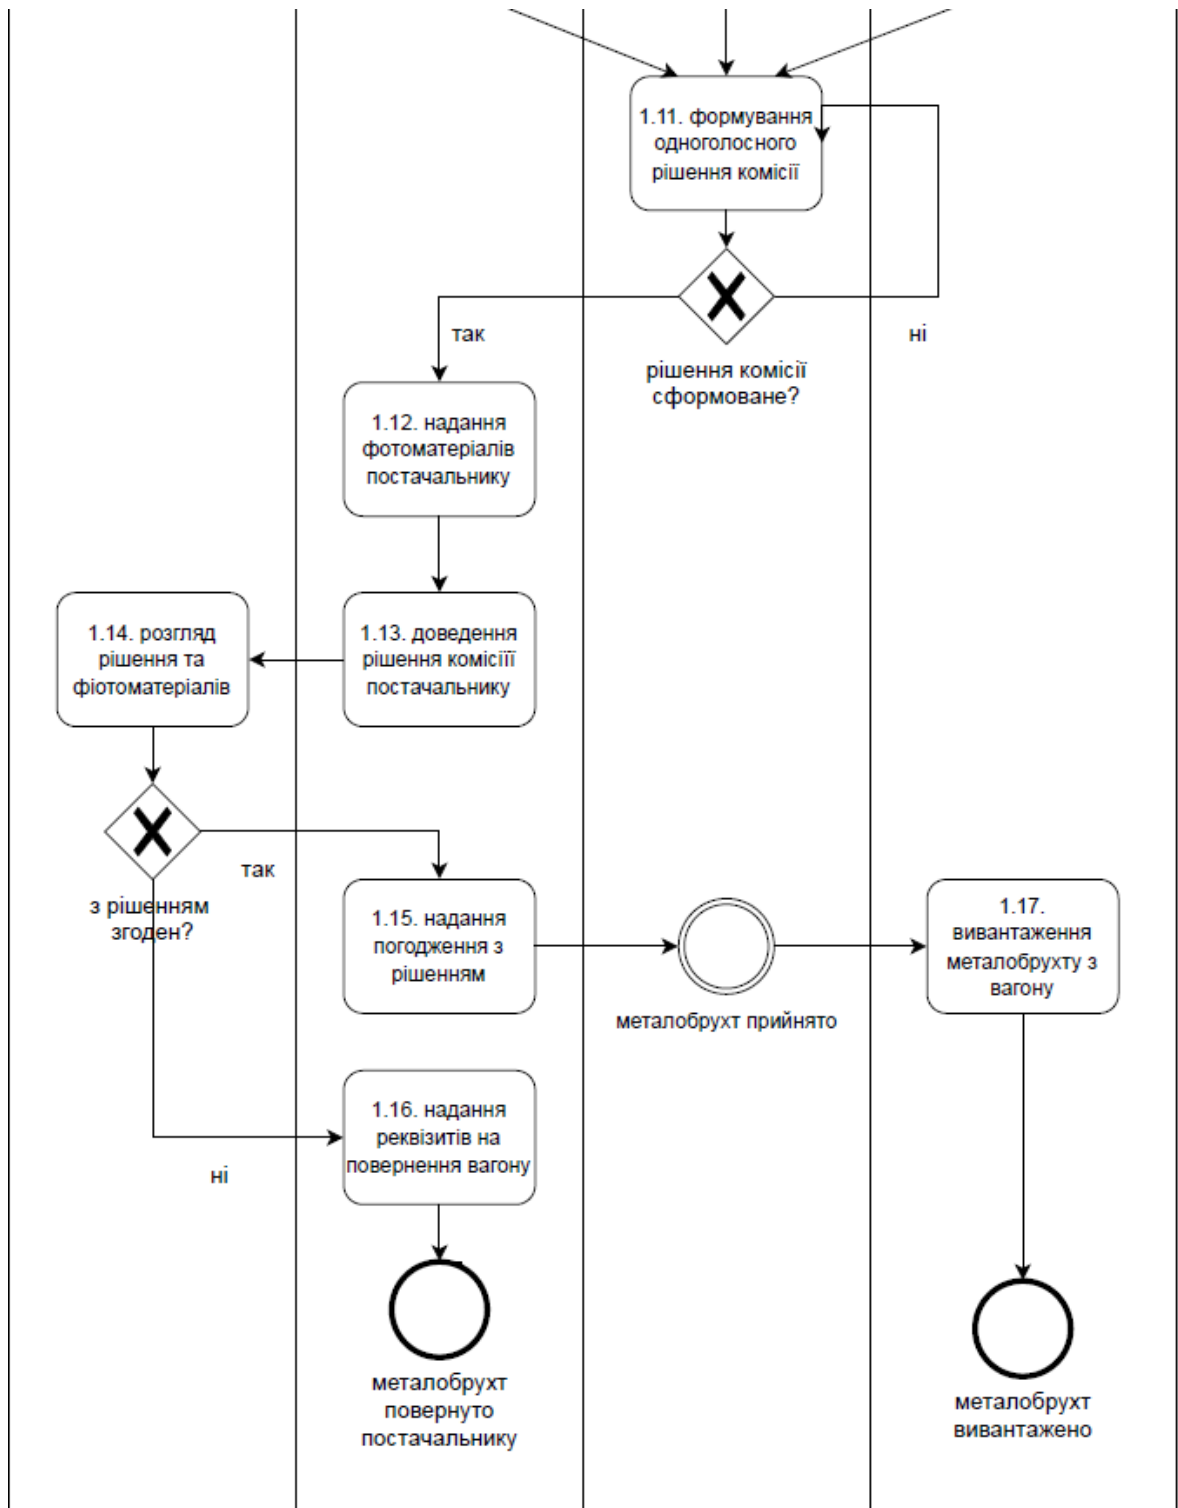 1.11. формування
одноголосного
рішення комісії
так
ні
рішення комісії
сформоване?
1.12. надання
фотоматеріалів
постачальнику
1.14. розгляд
рішення та
фіотоматеріалів
1.13. доведення
рішення комісіїї
постачальнику
так
з рішенням
згоден?
1.15. надання
погодження з
рішенням
металобрухт прийнято
1.17.
вивантаження
металобрухту з
вагону
1.16. надання
реквізитів на
повернення вагону
ні
металобрухт
повернуто
постачальнику
металобрухт
вивантажено